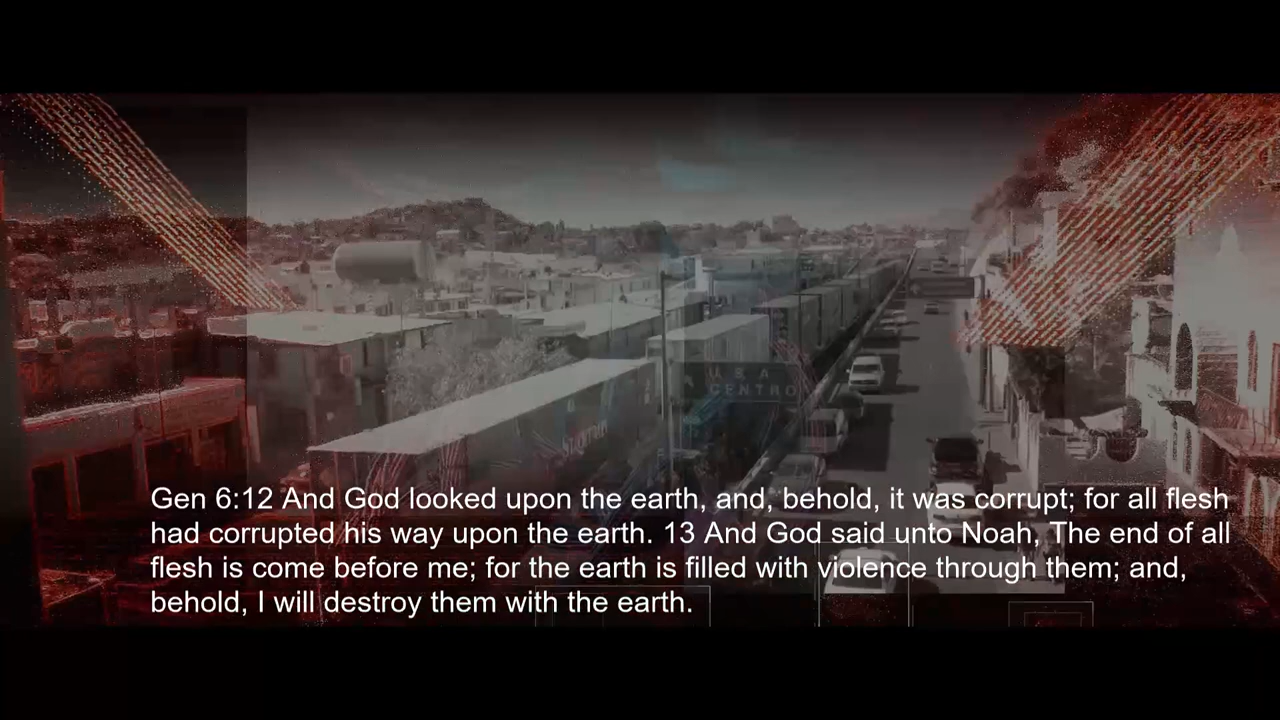 U S A
CENTRO
Gen 6:12 And God looked upon the earth, and, behold, it was corrupt; for all flesh
had corrupted his way upon the earth. 13 And God said unto Noah, The end of all
flesh is come before me; for the earth is filled with violence through them; and,
behold, I will destroy them with the earth.